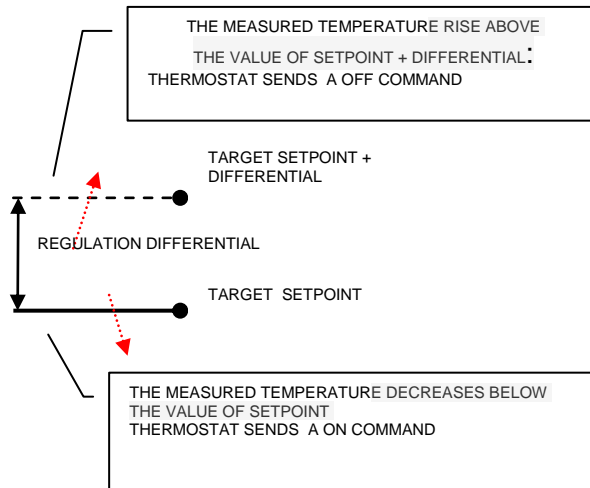 THE MEASURED TEMPERATURE RISE ABOVE
THE VALUE OF SETPOINT + DIFFERENTIAL:
THERMOSTAT SENDS A OFF COMMAND
TARGET SETPOINT +
DIFFERENTIAL
REGULATION DIFFERENTIAL
TARGET SETPOINT
THE MEASURED TEMPERATURE DECREASES BELOW
THE VALUE OF SETPOINT
THERMOSTAT SENDS A ON COMMAND